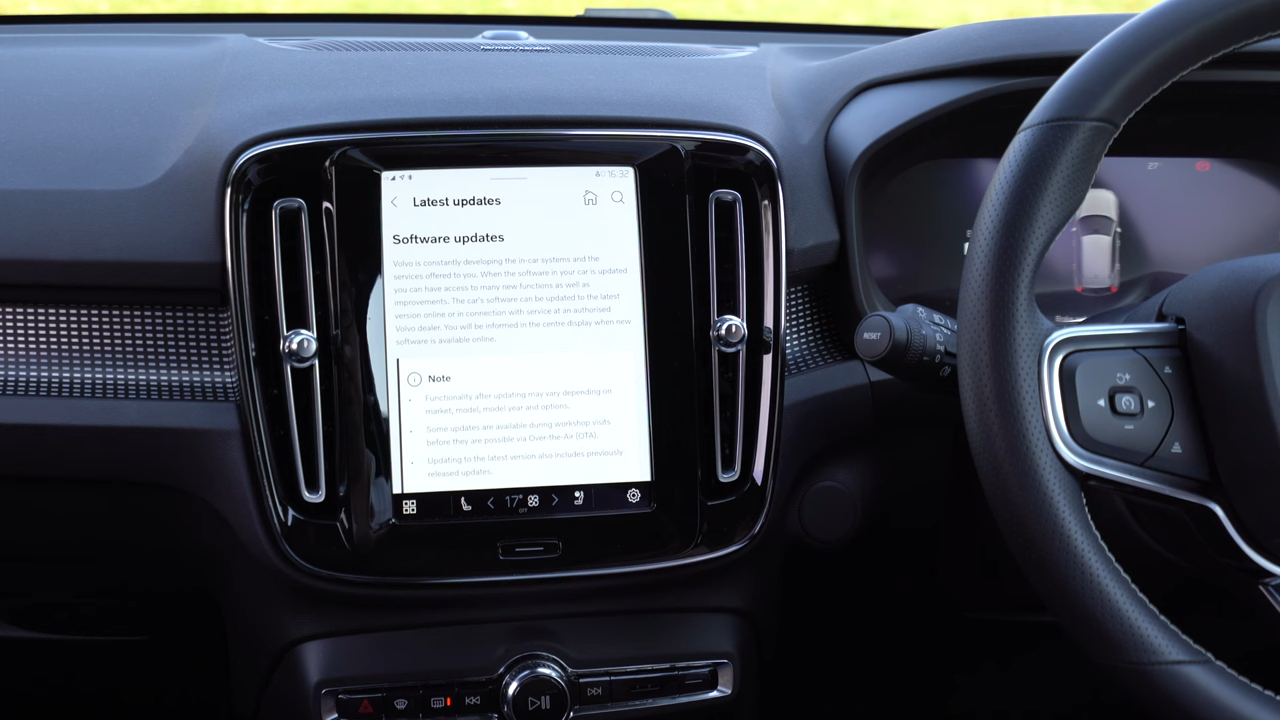 harman/kardon
16:32
Latest updates
Software updates
Volvo is constantly developing the in-car systems and the
services offered to you. When the software in your car is updated
you can have access to many new functions as well as
improvements. The car's software can be updated to the latest
version online or in connection with service at an authorised
Volvo dealer. You will be informed in the centre display when new
software is available online.
Note
Functionality after updating may vary depending on
market, model, model year and options.
Some updates are available during workshop visits
before they are possible via Over-the-Air (OTA).
Updating to the latest version also includes previously
released updates.
17°
OFF
27°
RESET